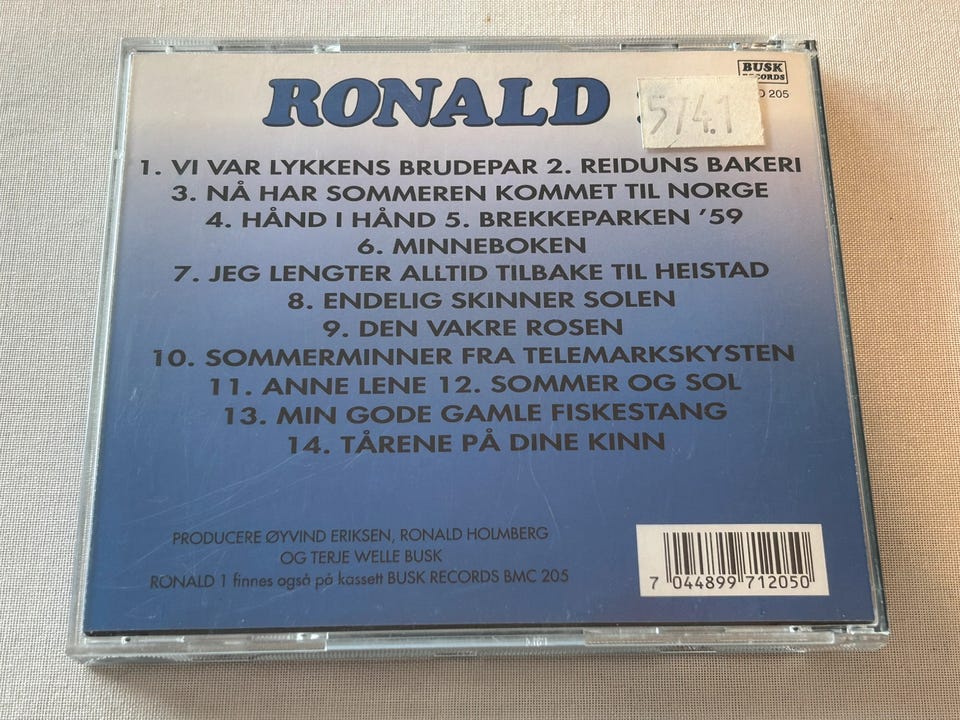 BUSK
RECORDS
RONALD
574.1
D 205
1. VI VAR LYKKENS BRUDEPAR 2. REIDUNS BAKERI
3. NÅ HAR SOMMEREN KOMMET TIL NORGE
4. HÅND I HÅND 5. BREKKEPARKEN '59
6. MINNEBOKEN
7. JEG LENGTER ALLTID TILBAKE TIL HEISTAD
8. ENDELIG SKINNER SOLEN
9. DEN VAKRE ROSEN
10. SOMMERMINNER FRA TELEMARKSKYSTEN
11. ANNE LENE 12. SOMMER OG SOL
13. MIN GODE GAMLE FISKESTANG
14. TÅRENE PÅ DINE KINN
PRODUCERE ØYVIND ERIKSEN, RONALD HOLMBERG
OG TERJE WELLE BUSK
RONALD 1 finnes også på kassett BUSK RECORDS BMC 205
7 044899 712050